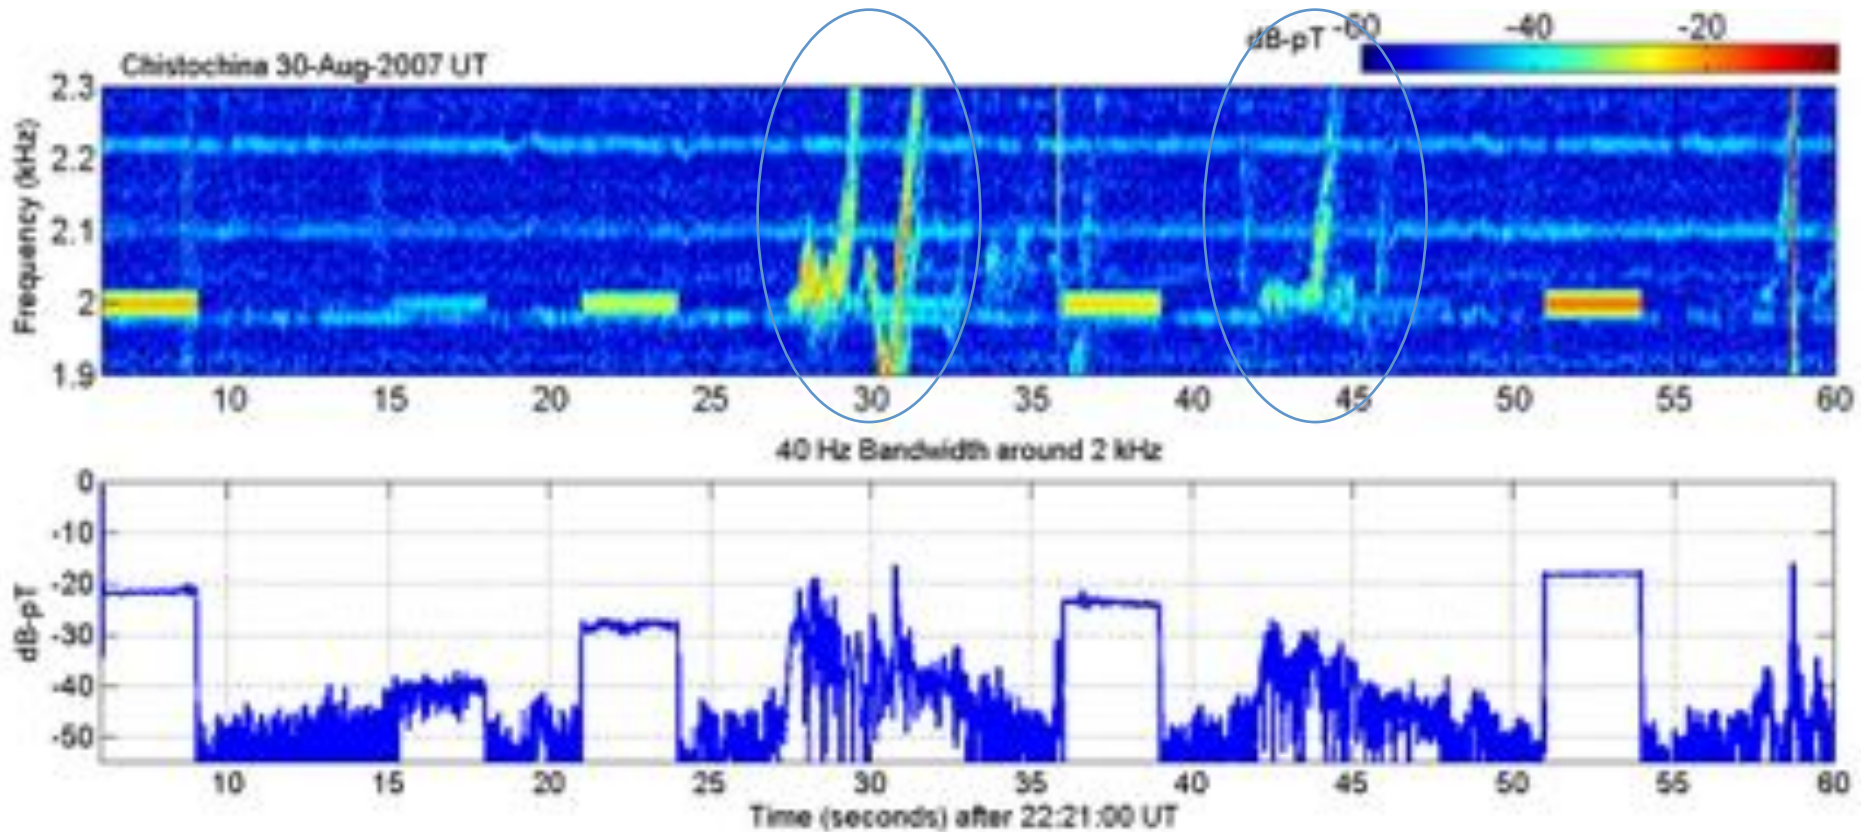 dB-pT -60 -40 -20
Chistochina 30-Aug-2007 UT
Frequency (kHz)
2.3
2.2
2.1
2
1.9
10 15 20 25 30 35 40 45 50 55 60
40 Hz Bandwidth around 2 kHz
dB-pT
0
-10
-20
-30
-40
-50
10 15 20 25 30 35 40 45 50 55 60
Time (seconds) after 22:21:00 UT